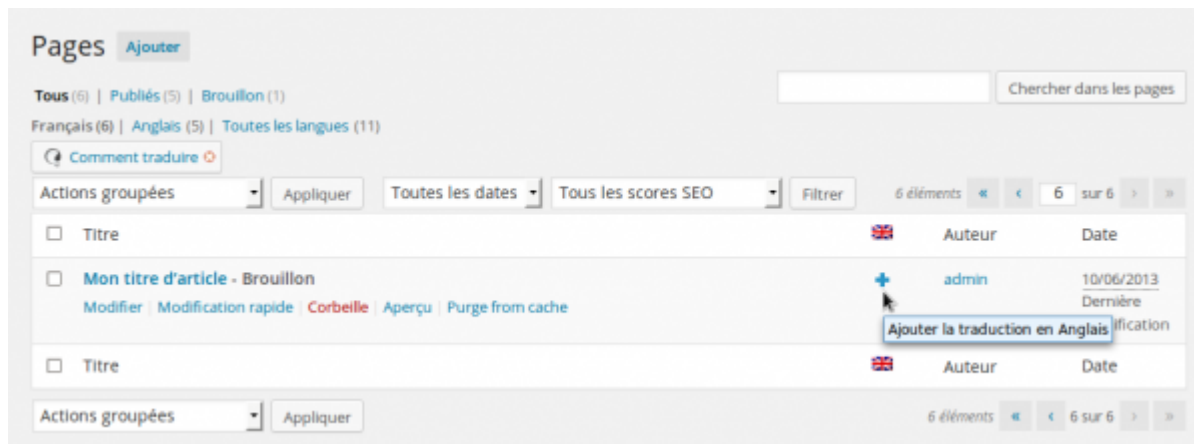 Pages Ajouter
Tous (6) | Publiés (5) | Brouillon (1)
Chercher dans les pages
Français (6) | Anglais (5) | Toutes les langues (11)
Comment traduire
Actions groupées Appliquer Toutes les dates Tous les scores SEO Filtrer 6 éléments « ‹ 6 sur 6 › »
Titre Auteur Date
Mon titre d'article - Brouillon admin 10/06/2013
Modifier | Modification rapide | Corbeille | Aperçu | Purge from cache Dernière
Ajouter la traduction en Anglais ification
Titre Auteur Date
Actions groupées Appliquer 6 éléments « ‹ 6 sur 6 › »